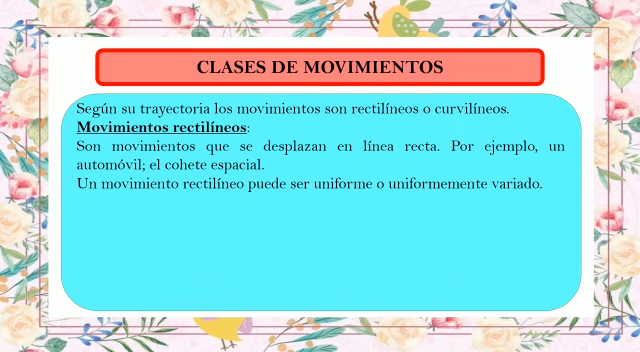 CLASES DE MOVIMIENTOS
Según su trayectoria los movimientos son rectilíneos o curvilíneos.
Movimientos rectilíneos:
Son movimientos que se desplazan en línea recta. Por ejemplo, un
automóvil; el cohete espacial.
Un movimiento rectilíneo puede ser uniforme o uniformemente variado.